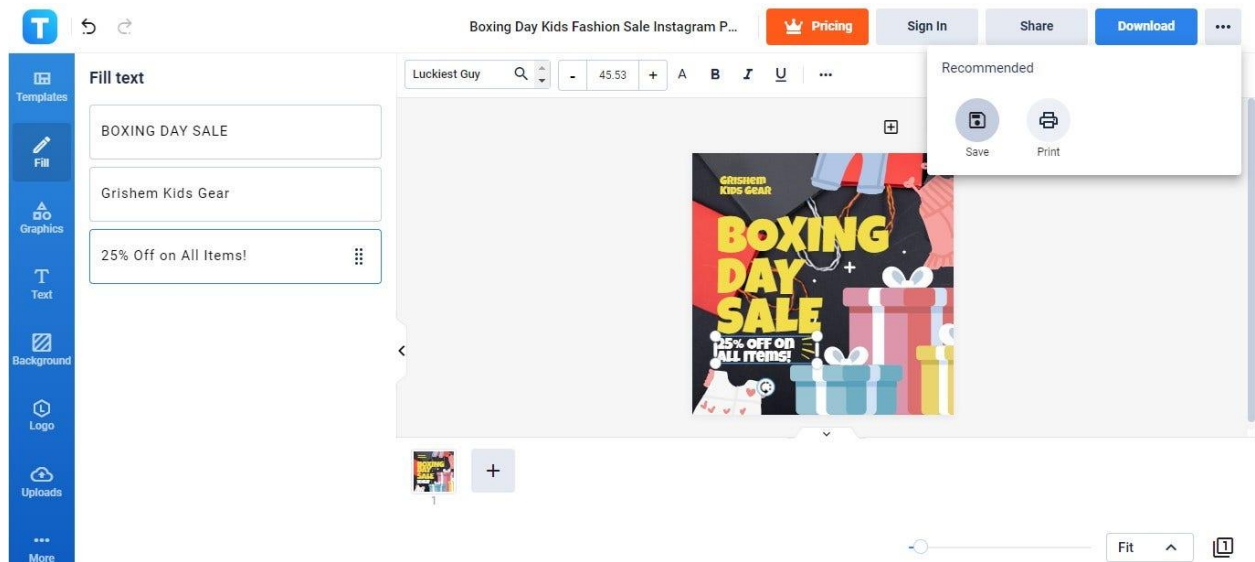 T
Boxing Day Kids Fashion Sale Instagram P...
Pricing
Sign In
Share
Download
Templates
Fill
Graphics
T
Text
Background
Logo
Uploads
More
Fill text
BOXING DAY SALE
Grishem Kids Gear
25% Off on All Items!
Luckiest Guy
- 45.53 + A B I U
Recommended
Save
Print
GRISHEM
KIDS GEAR
BOXING
DAY
SALE
25% OFF ON
ALL ITEMS!
1
Fit
1